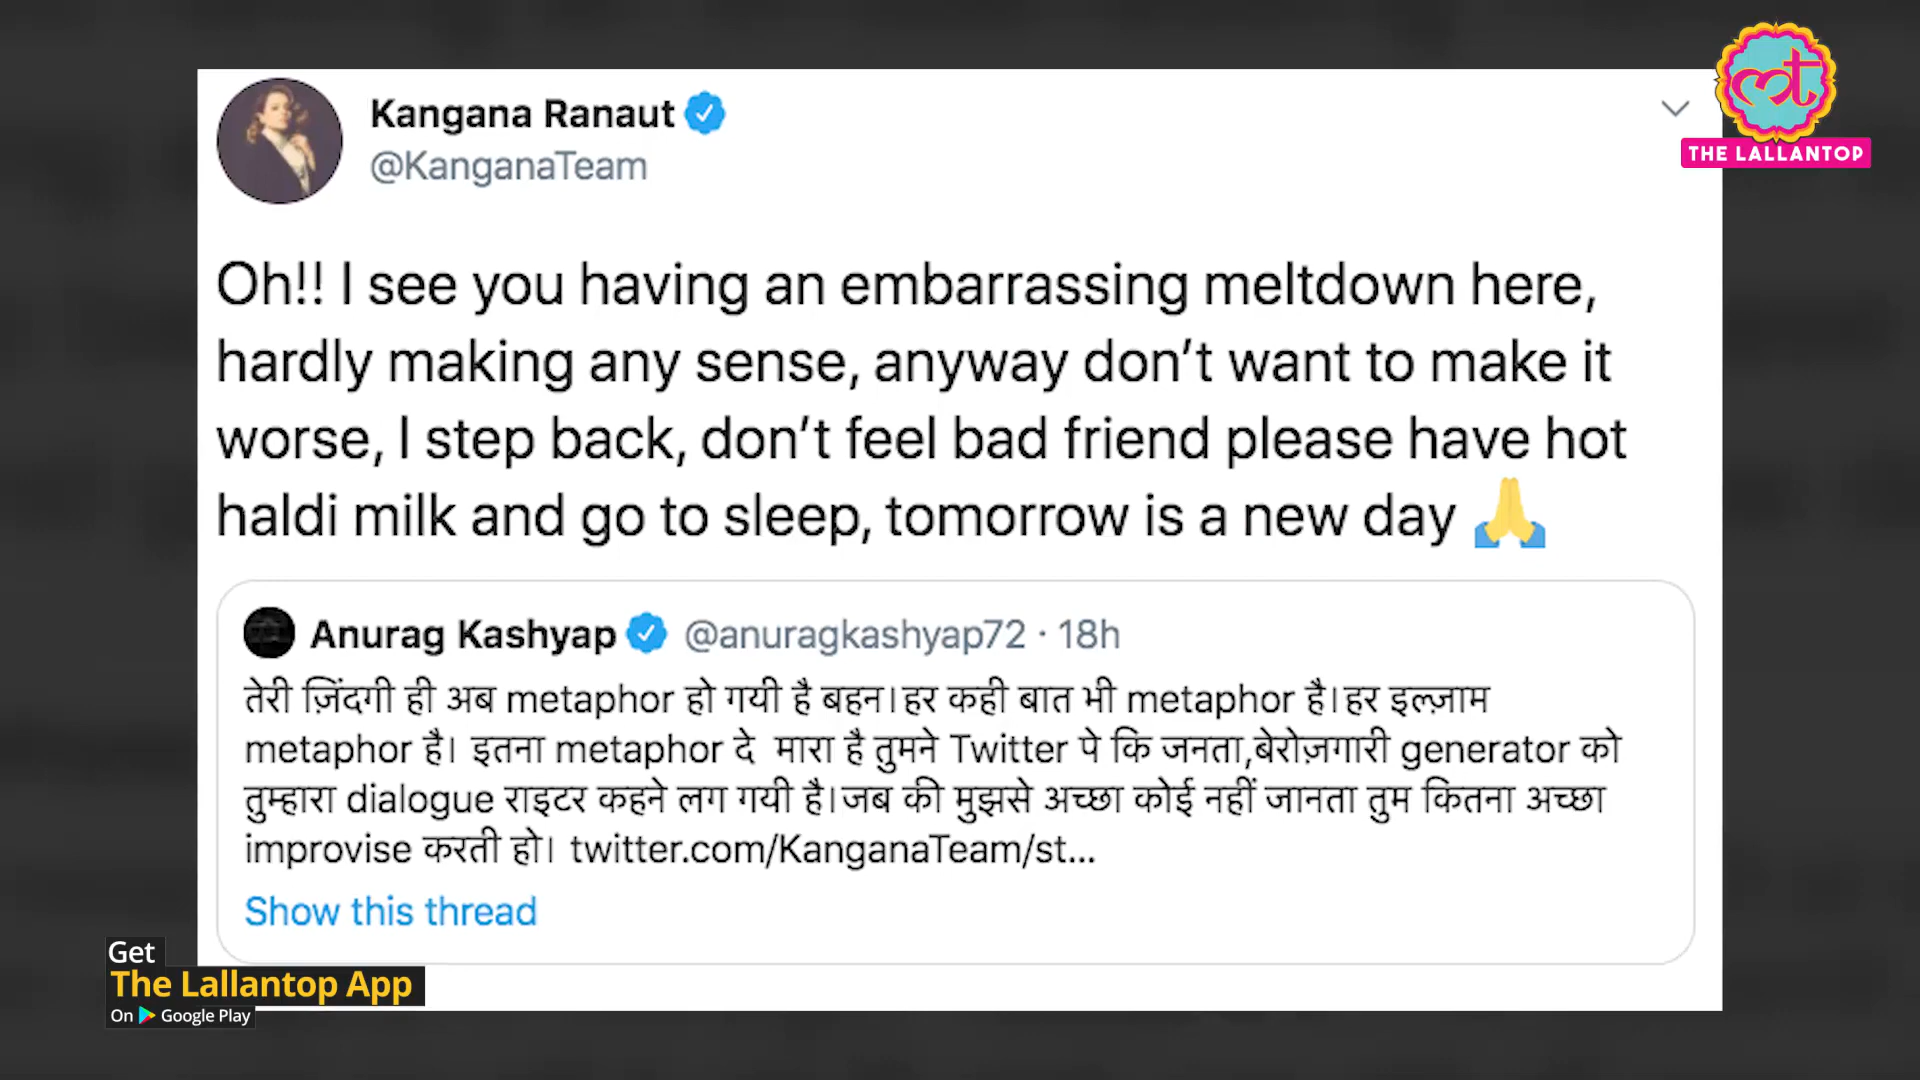 THE LALLANTOP
Kangana Ranaut
@KanganaTeam
Oh!! I see you having an embarrassing meltdown here,
hardly making any sense, anyway don’t want to make it
worse, I step back, don’t feel bad friend please have hot
haldi milk and go to sleep, tomorrow is a new day 🙏
Anurag Kashyap @anuragkashyap72 · 18h
तेरी ज़िंदगी ही अब metaphor हो गयी है बहन।हर कही बात भी metaphor है।हर इल्ज़ाम
metaphor है। इतना metaphor दे मारा है तुमने Twitter पे कि जनता,बेरोज़गारी generator को
तुम्हारा dialogue राइटर कहने लग गयी है।जब की मुझसे अच्छा कोई नहीं जानता तुम कितना अच्छा
improvise करती हो। twitter.com/KanganaTeam/st...
Show this thread
Get
The Lallantop App
On Google Play